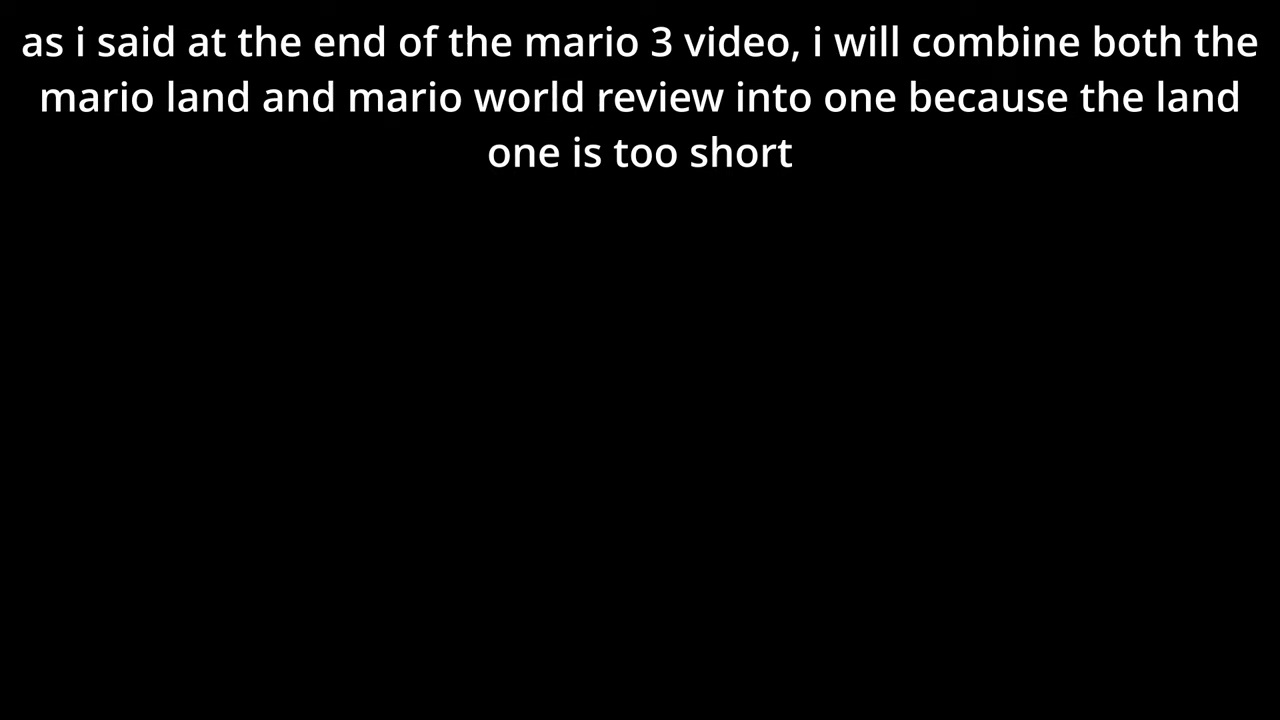 as i said at the end of the mario 3 video, i will combine both the
mario land and mario world review into one because the land
one is too short